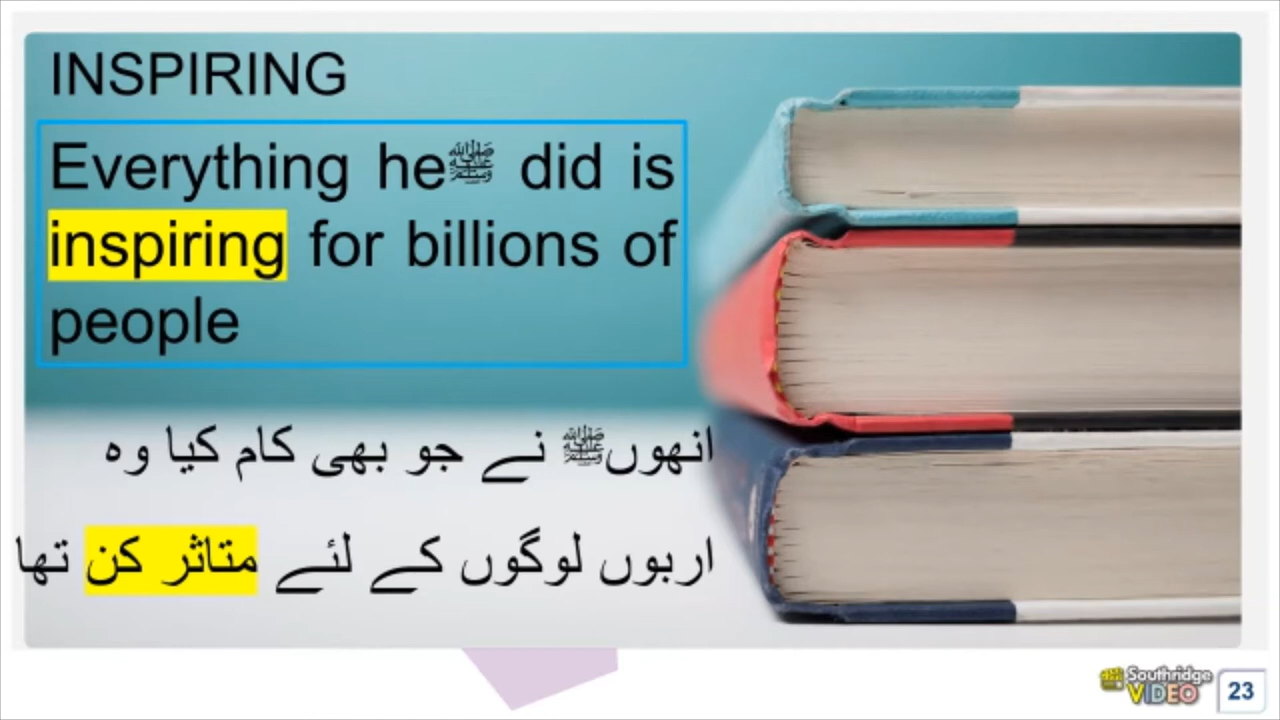 INSPIRING
Everything heﷺ did is
inspiring for billions of
people
انھوںﷺ نے جو بھی کام کیا وہ
اربوں لوگوں کے لئے متاثر کن تھا
Southridge
VIDEO
23